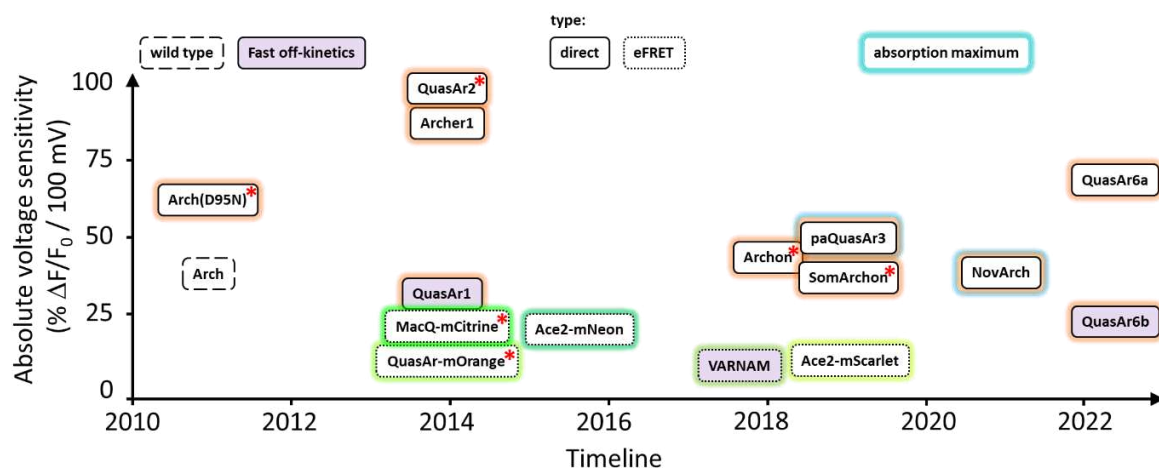 type:
wild type
Fast off-kinetics
direct
eFRET
absorption maximum
Absolute voltage sensitivity
(% ΔF/F₀ / 100 mV)
100
75
50
25
0
QuasAr2*
Archer1
Arch(D95N)*
Arch
QuasAr1
MacQ-mCitrine*
QuasAr-mOrange*
Ace2-mNeon
VARNAM
Ace2-mScarlet
Archon*
paQuasAr3
SomArchon*
NovArch
QuasAr6a
QuasAr6b
2010
2012
2014
2016
2018
2020
2022
Timeline